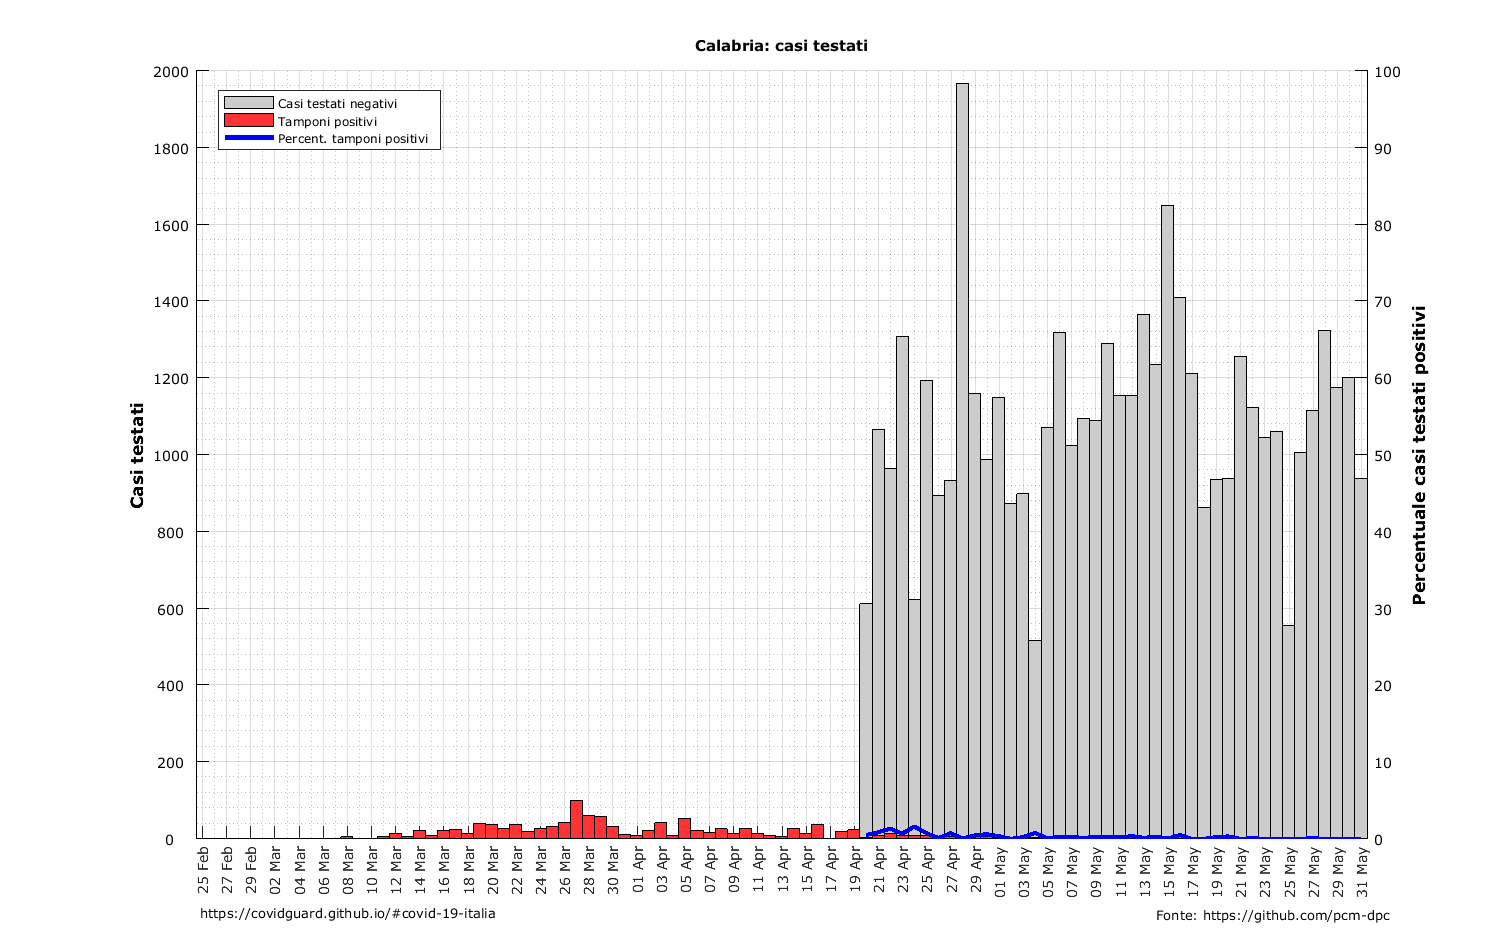 Calabria: casi testati
Casi testati negativi
Tamponi positivi
Percent. tamponi positivi
Casi testati
2000
1800
1600
1400
1200
1000
800
600
400
200
0
100
90
80
70
60
50
40
30
20
10
0
Percentuale casi testati positivi
25 Feb
27 Feb
29 Feb
02 Mar
04 Mar
06 Mar
08 Mar
10 Mar
12 Mar
14 Mar
16 Mar
18 Mar
20 Mar
22 Mar
24 Mar
26 Mar
28 Mar
30 Mar
01 Apr
03 Apr
05 Apr
07 Apr
09 Apr
11 Apr
13 Apr
15 Apr
17 Apr
19 Apr
21 Apr
23 Apr
25 Apr
27 Apr
29 Apr
01 May
03 May
05 May
07 May
09 May
11 May
13 May
15 May
17 May
19 May
21 May
23 May
25 May
27 May
29 May
31 May
https://covidguard.github.io/#covid-19-italia
Fonte: https://github.com/pcm-dpc